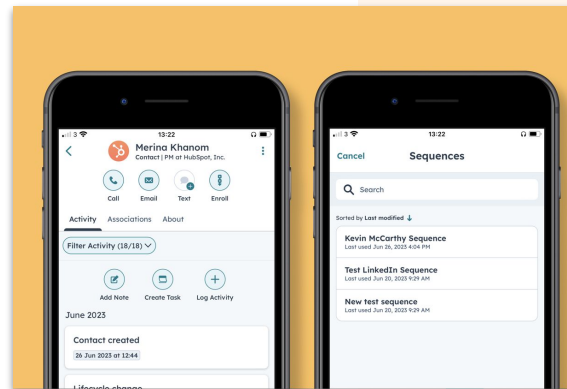 3
13:22
Merina Khanom
Contact | PM at HubSpot, Inc.
Call Email Text Enroll
Activity Associations About
Filter Activity (18/18)
Add Note Create Task Log Activity
June 2023
Contact created
26 Jun 2023 at 12:44
Lifecycle change
3
13:22
Cancel Sequences
Search
Sorted by Last modified
Kevin McCarthy Sequence
Last used Jun 26, 2023 4:04 PM
Test LinkedIn Sequence
Last used Jun 20, 2023 9:29 AM
New test sequence
Last used Jun 20, 2023 9:29 AM